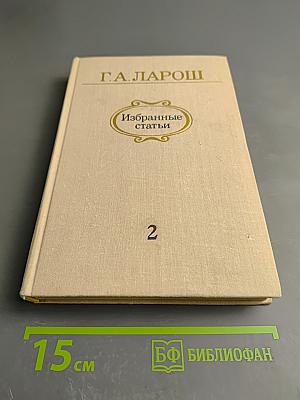 Г.А.ЛАРОШ
Избранные
статьи
2
15 см
БФ БИБЛИОФАН